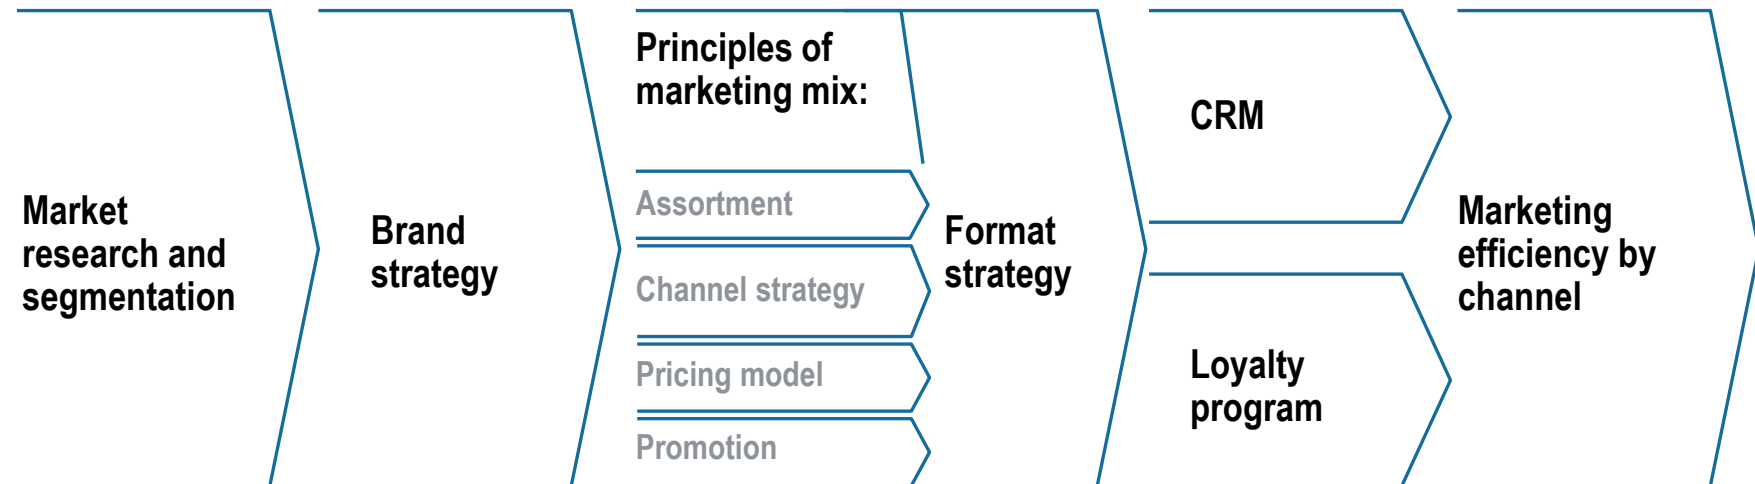 Market
research and
segmentation
Brand
strategy
Principles of
marketing mix:
Assortment
Channel strategy
Pricing model
Promotion
Format
strategy
CRM
Loyalty
program
Marketing
efficiency by
channel